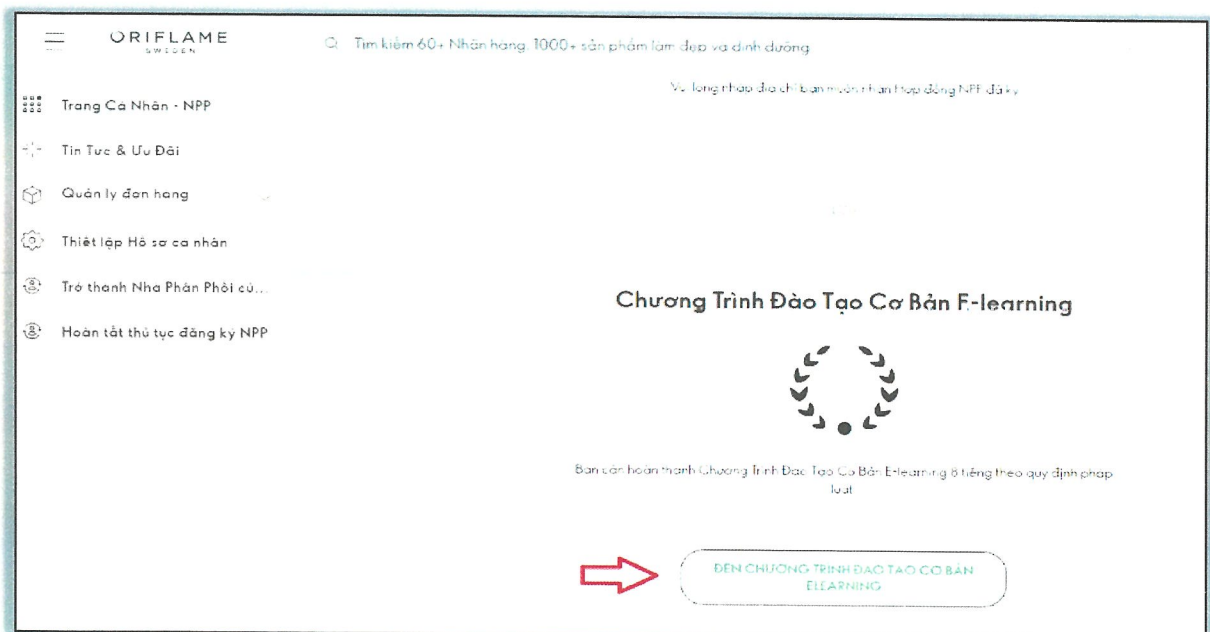 ORIFLAME
SWEDEN
Tìm kiếm 60+ Nhãn hàng, 1000+ sản phẩm làm đẹp và dinh dưỡng
Vui lòng nhập địa chỉ bạn muốn nhận Hợp đồng NPP đã ký
Trang Cá Nhân - NPP
Tin Tức & Ưu Đãi
Quản lý đơn hàng
Thiết lập Hồ sơ cá nhân
Trở thành Nhà Phân Phối củ...
Hoàn tất thủ tục đăng ký NPP
Chương Trình Đào Tạo Cơ Bản E-learning
Bạn cần hoàn thành Chương Trình Đào Tạo Cơ Bản E-learning 8 tiếng theo quy định pháp
luật
ĐẾN CHƯƠNG TRÌNH ĐÀO TẠO CƠ BẢN
ELEARNING